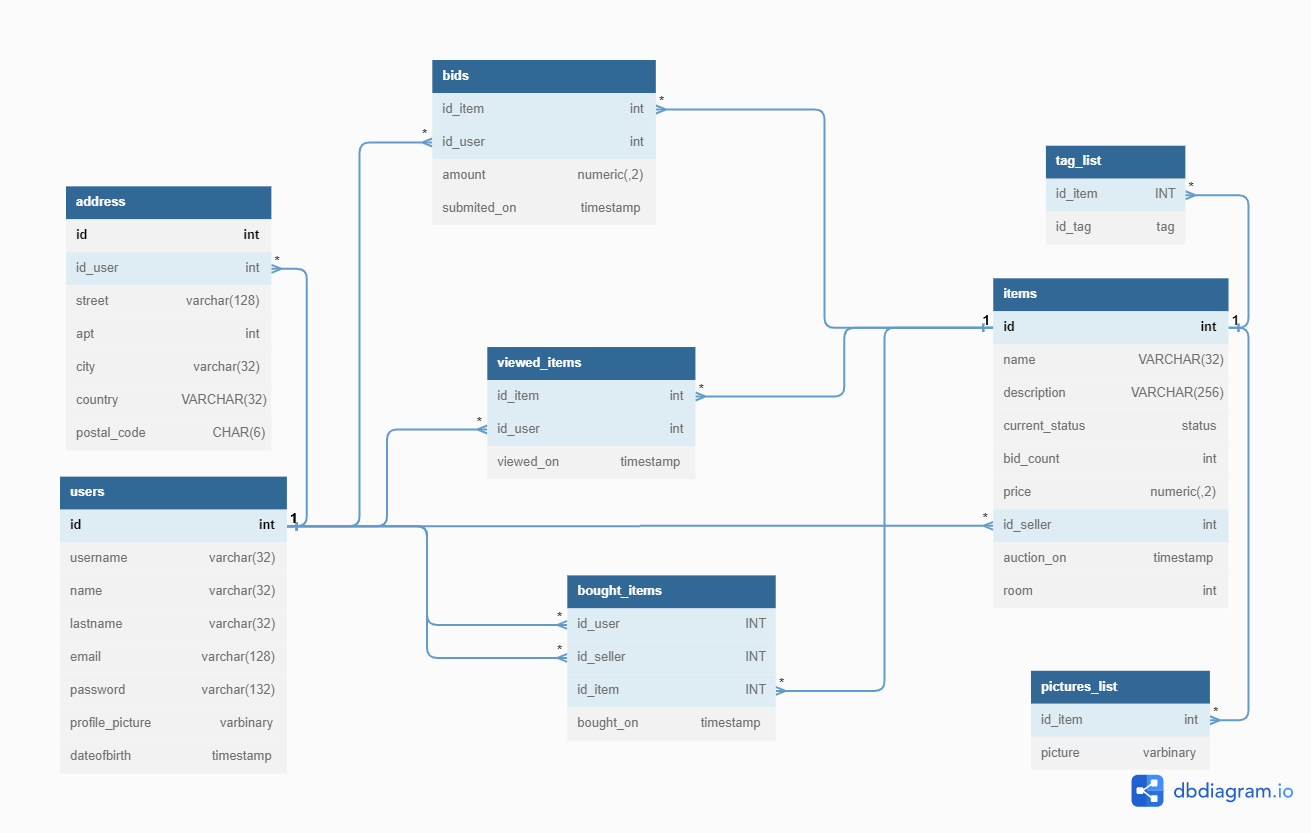 bids
id_item int *
* id_user int
amount numeric(,2)
submited_on timestamp
tag_list
id_item INT *
id_tag tag
address
id int
id_user int *
street varchar(128)
apt int
city varchar(32)
country VARCHAR(32)
postal_code CHAR(6)
items
1 id int 1
name VARCHAR(32)
description VARCHAR(256)
current_status status
bid_count int
price numeric(,2)
* id_seller int
auction_on timestamp
room int
viewed_items
id_item int *
* id_user int
viewed_on timestamp
users
id int 1
username varchar(32)
name varchar(32)
lastname varchar(32)
email varchar(128)
password varchar(132)
profile_picture varbinary
dateofbirth timestamp
bought_items
* id_user INT
* id_seller INT
id_item INT *
bought_on timestamp
pictures_list
id_item int *
picture varbinary
dbdiagram.io